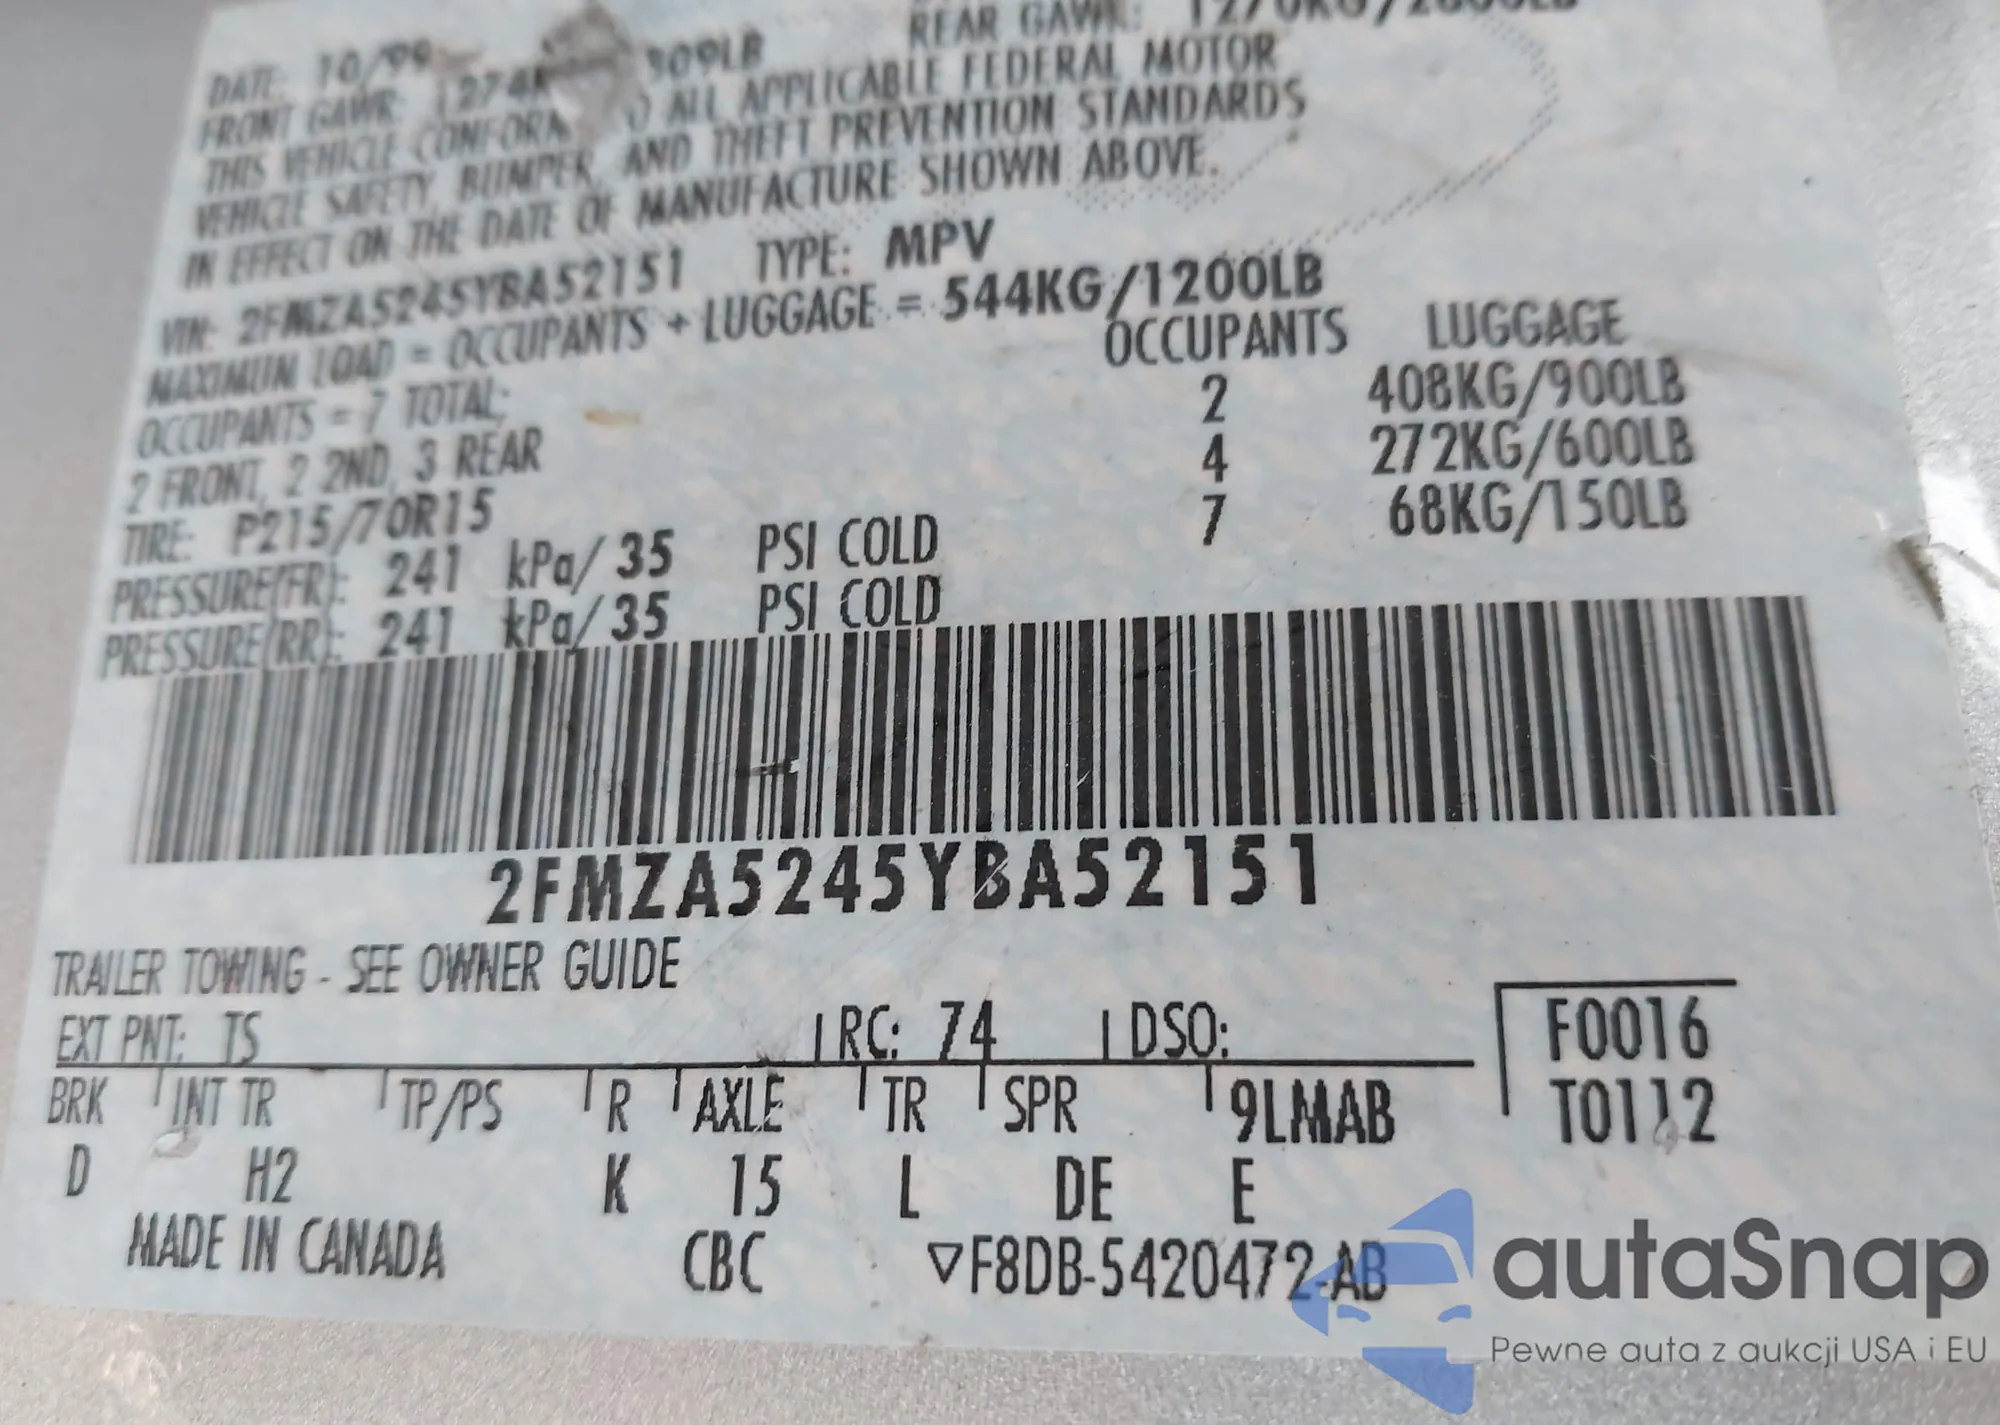 REAR GAWR: 1270KG/2800LB
DATE: 10/99
FRONT GAWR: 1274K 809LB
THIS VEHICLE CONFORM O ALL APPLICABLE FEDERAL MOTOR
VEHICLE SAFETY, BUMPER, AND THEFT PREVENTION STANDARDS
IN EFFECT ON THE DATE OF MANUFACTURE SHOWN ABOVE.
VIN: 2FMZA5245YBA52151 TYPE: MPV
MAXIMUM LOAD = OCCUPANTS + LUGGAGE = 544KG/1200LB
OCCUPANTS = 7 TOTAL: OCCUPANTS LUGGAGE
2 FRONT, 2 2ND, 3 REAR 2 408KG/900LB
TIRE: P215/70R15 4 272KG/600LB
PRESSURE(FR): 241 kPa/ 35 PSI COLD 7 68KG/150LB
PRESSURE(RR): 241 kPa/ 35 PSI COLD
2FMZA5245YBA52151
TRAILER TOWING - SEE OWNER GUIDE
EXT PNT: TS RC: 74 DSO: F0016
BRK INT TR TP/PS R AXLE TR SPR 9LMAB T0112
D H2 K 15 L DE E
MADE IN CANADA CBC ▽F8DB-5420472-AB
autaSnap
Pewne auta z aukcji USA i EU